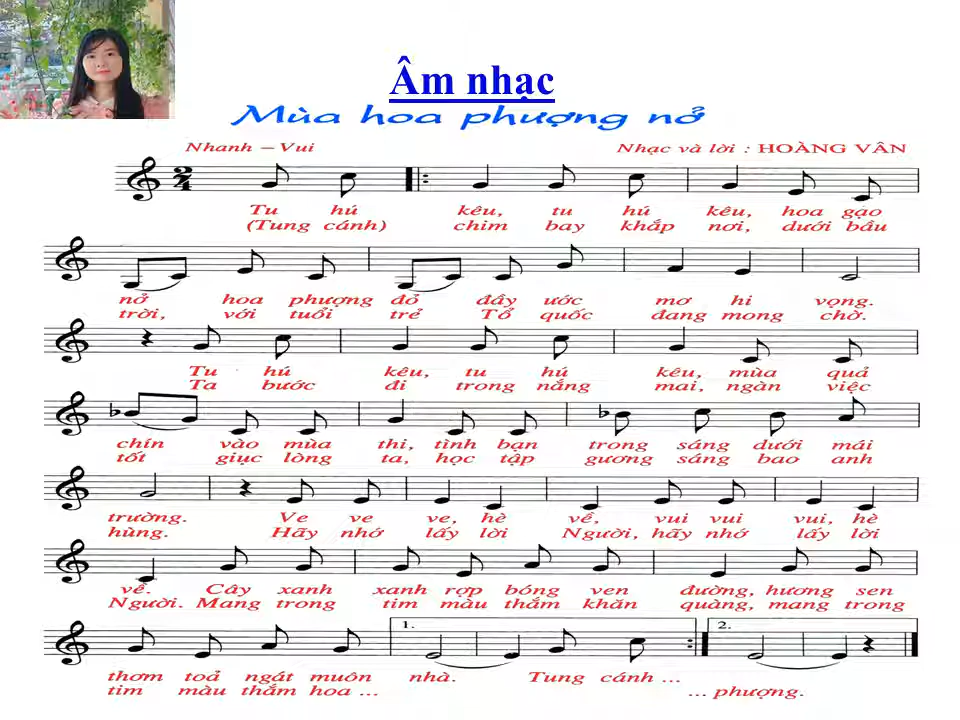 Âm nhạc
Mùa hoa phượng nở
Nhanh – Vui
Nhạc và lời : HOÀNG VÂN
2
4
Tu hú kêu, tu hú kêu, hoa gạo
(Tung cánh) chim bay khắp nơi, dưới bầu
nở hoa phượng đỏ đầy ước mơ hi vọng.
trời, với tuổi trẻ Tổ quốc đang mong chờ.
Tu hú kêu, tu hú kêu, mùa quả
Ta bước đi trong nắng mai, ngàn việc
chín vào mùa thi, tình bạn trong sáng dưới mái
tốt giục lòng ta, học tập gương sáng bao anh
trường. Ve ve ve, hè về, vui vui vui, hè
hùng. Hãy nhớ lấy lời Người, hãy nhớ lấy lời
về. Cây xanh xanh rợp bóng ven đường, hương sen
Người. Mang trong tim màu thắm khăn quàng, mang trong
1.
2.
thơm toả ngát muôn nhà. Tung cánh ...
tim màu thắm hoa ... ... phượng.